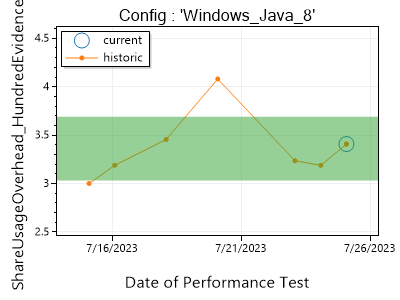 Config : 'Windows_Java_8'
current
historic
ShareUsageOverhead_HundredEvidence
4.5
4
3.5
3
2.5
7/16/2023
7/21/2023
7/26/2023
Date of Performance Test